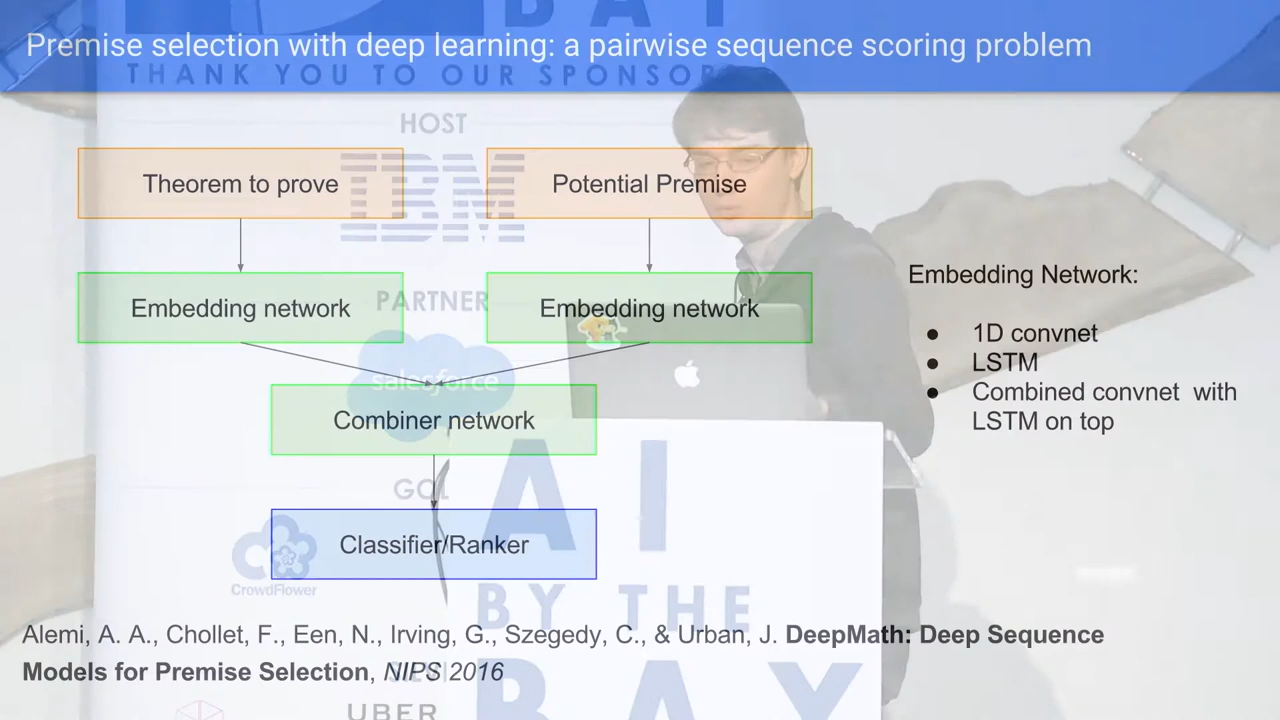 BAY
Premise selection with deep learning: a pairwise sequence scoring problem
THANK YOU TO OUR SPONSORS
HOST
IBM
Theorem to prove
Potential Premise
Embedding network
Embedding network
PARTNER
salesforce
Combiner network
Classifier/Ranker
Embedding Network:
● 1D convnet
● LSTM
● Combined convnet with
LSTM on top
CrowdFlower
AI
BY THE
BAY
Alemi, A. A., Chollet, F., Een, N., Irving, G., Szegedy, C., & Urban, J. DeepMath: Deep Sequence
Models for Premise Selection, NIPS 2016
UBER